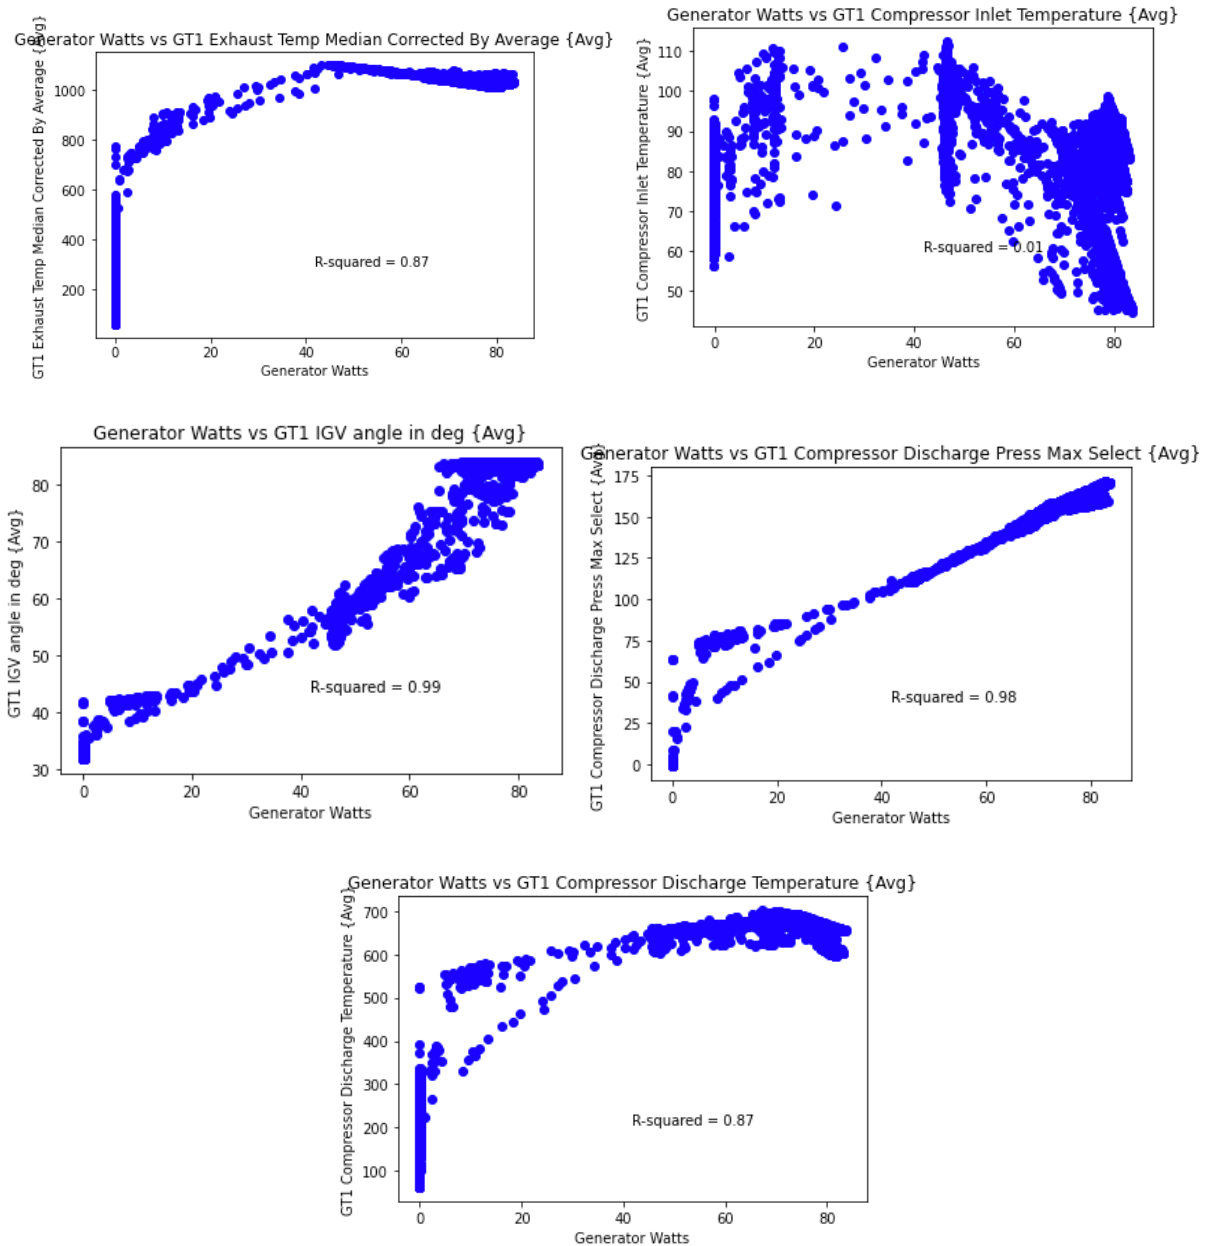 Generator Watts vs GT1 Exhaust Temp Median Corrected By Average {Avg}
GT1 Exhaust Temp Median Corrected By Average {Avg}
1000
800
600
400
200
R-squared = 0.87
0 20 40 60 80
Generator Watts
Generator Watts vs GT1 Compressor Inlet Temperature {Avg}
GT1 Compressor Inlet Temperature {Avg}
110
100
90
80
70
60
50
R-squared = 0.01
0 20 40 60 80
Generator Watts
Generator Watts vs GT1 IGV angle in deg {Avg}
GT1 IGV angle in deg {Avg}
80
70
60
50
40
30
R-squared = 0.99
0 20 40 60 80
Generator Watts
Generator Watts vs GT1 Compressor Discharge Press Max Select {Avg}
GT1 Compressor Discharge Press Max Select {Avg}
175
150
125
100
75
50
25
0
R-squared = 0.98
0 20 40 60 80
Generator Watts
Generator Watts vs GT1 Compressor Discharge Temperature {Avg}
GT1 Compressor Discharge Temperature {Avg}
700
600
500
400
300
200
100
R-squared = 0.87
0 20 40 60 80
Generator Watts